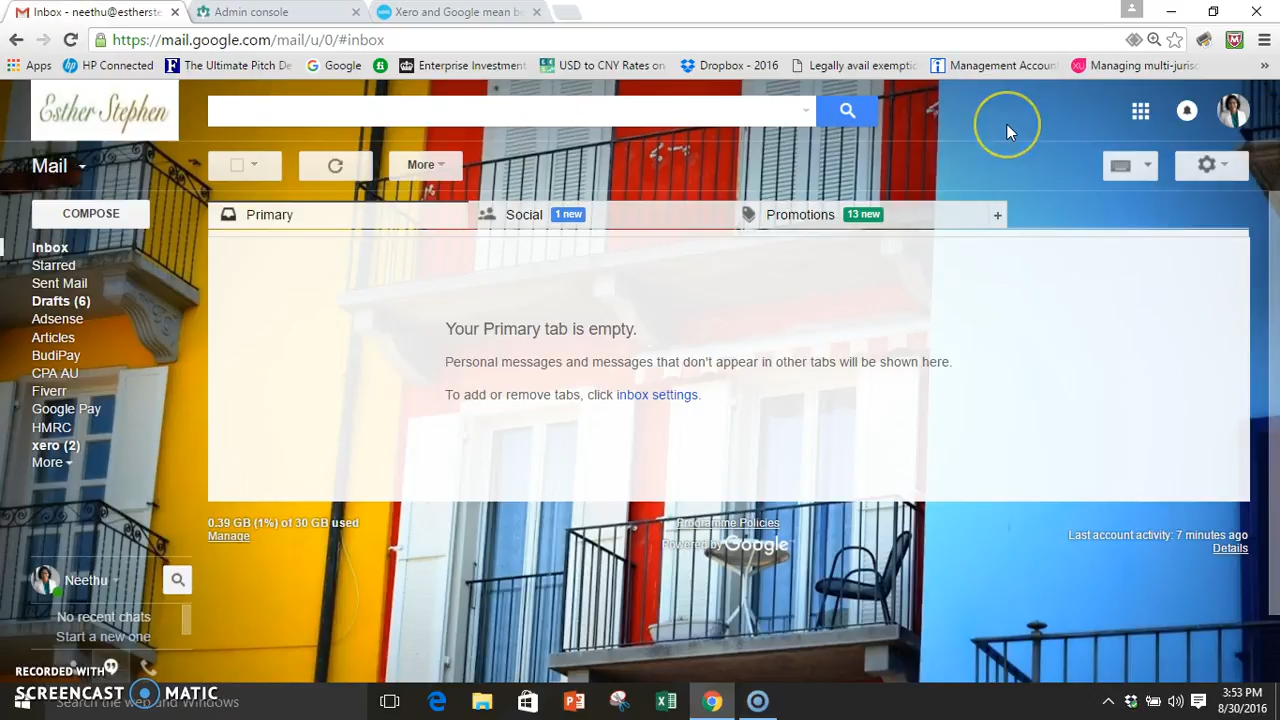 Inbox - neethu@estherste
Admin console
Xero and Google mean be
https://mail.google.com/mail/u/0/#inbox
Apps
HP Connected
The Ultimate Pitch De
Google
Enterprise Investment
USD to CNY Rates on
Dropbox - 2016
Legally avail exemptic
Management Accoun
Managing multi-jurisc
Esther Stephen
Mail
More
COMPOSE
Primary
Social 1 new
Promotions 13 new
+
Inbox
Starred
Sent Mail
Drafts (6)
Adsense
Articles
BudiPay
CPA AU
Fiverr
Google Pay
HMRC
xero (2)
More
Your Primary tab is empty.
Personal messages and messages that don't appear in other tabs will be shown here.
To add or remove tabs, click inbox settings.
0.39 GB (1%) of 30 GB used
Manage
Programme Policies
Powered by Google
Last account activity: 7 minutes ago
Details
Neethu
No recent chats
Start a new one
RECORDED WITH
SCREENCAST MATIC
Search the web and Windows
3:53 PM
8/30/2016